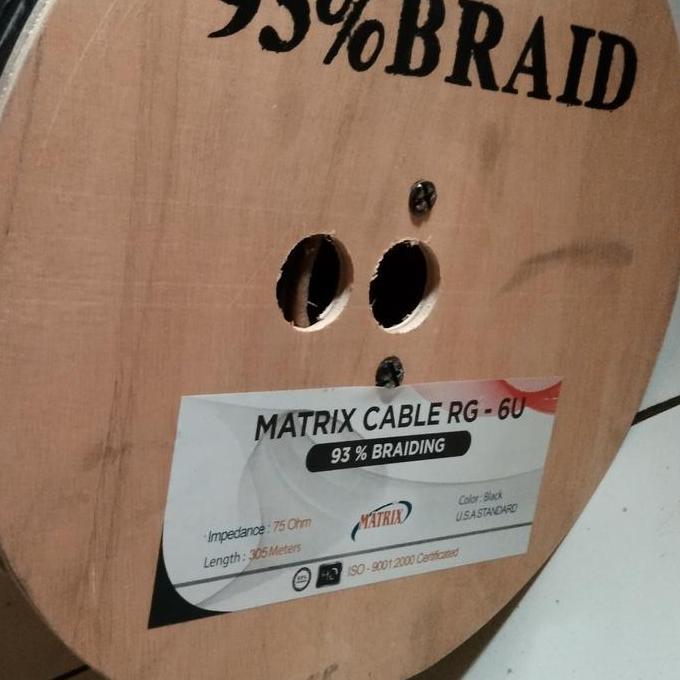 93%BRAID
MATRIX CABLE RG - 6U
93 % BRAIDING
Impedance : 75 Ohm
Length : 305 Meters
MATRIX
Color : Black
U.S.A STANDARD
ISO - 9001:2000 Certificated